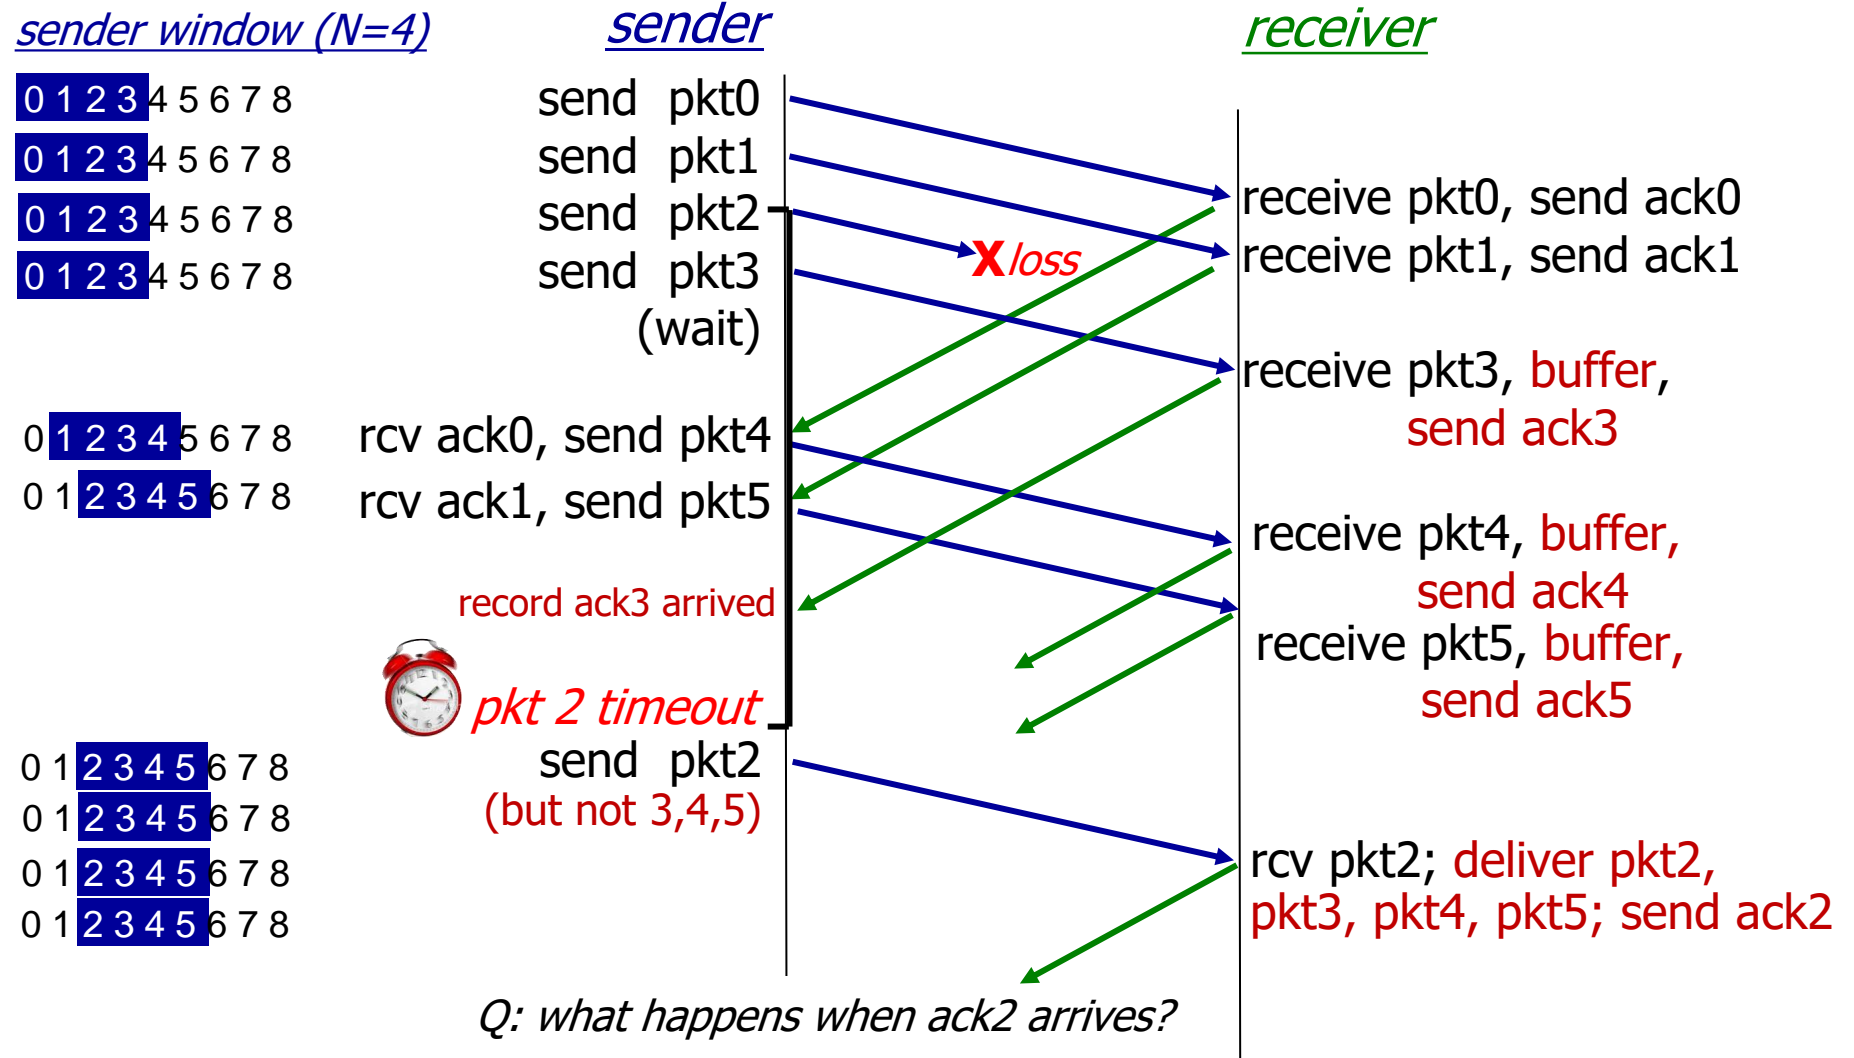 sender window (N=4) sender receiver
0 1 2 3 4 5 6 7 8 send pkt0
0 1 2 3 4 5 6 7 8 send pkt1
receive pkt0, send ack0
0 1 2 3 4 5 6 7 8 send pkt2
X loss
receive pkt1, send ack1
0 1 2 3 4 5 6 7 8 send pkt3
(wait)
receive pkt3, buffer,
send ack3
0 1 2 3 4 5 6 7 8 rcv ack0, send pkt4
0 1 2 3 4 5 6 7 8 rcv ack1, send pkt5
receive pkt4, buffer,
send ack4
record ack3 arrived
receive pkt5, buffer,
send ack5
pkt 2 timeout
0 1 2 3 4 5 6 7 8 send pkt2
0 1 2 3 4 5 6 7 8 (but not 3,4,5)
0 1 2 3 4 5 6 7 8 rcv pkt2; deliver pkt2,
0 1 2 3 4 5 6 7 8 pkt3, pkt4, pkt5; send ack2
Q: what happens when ack2 arrives?